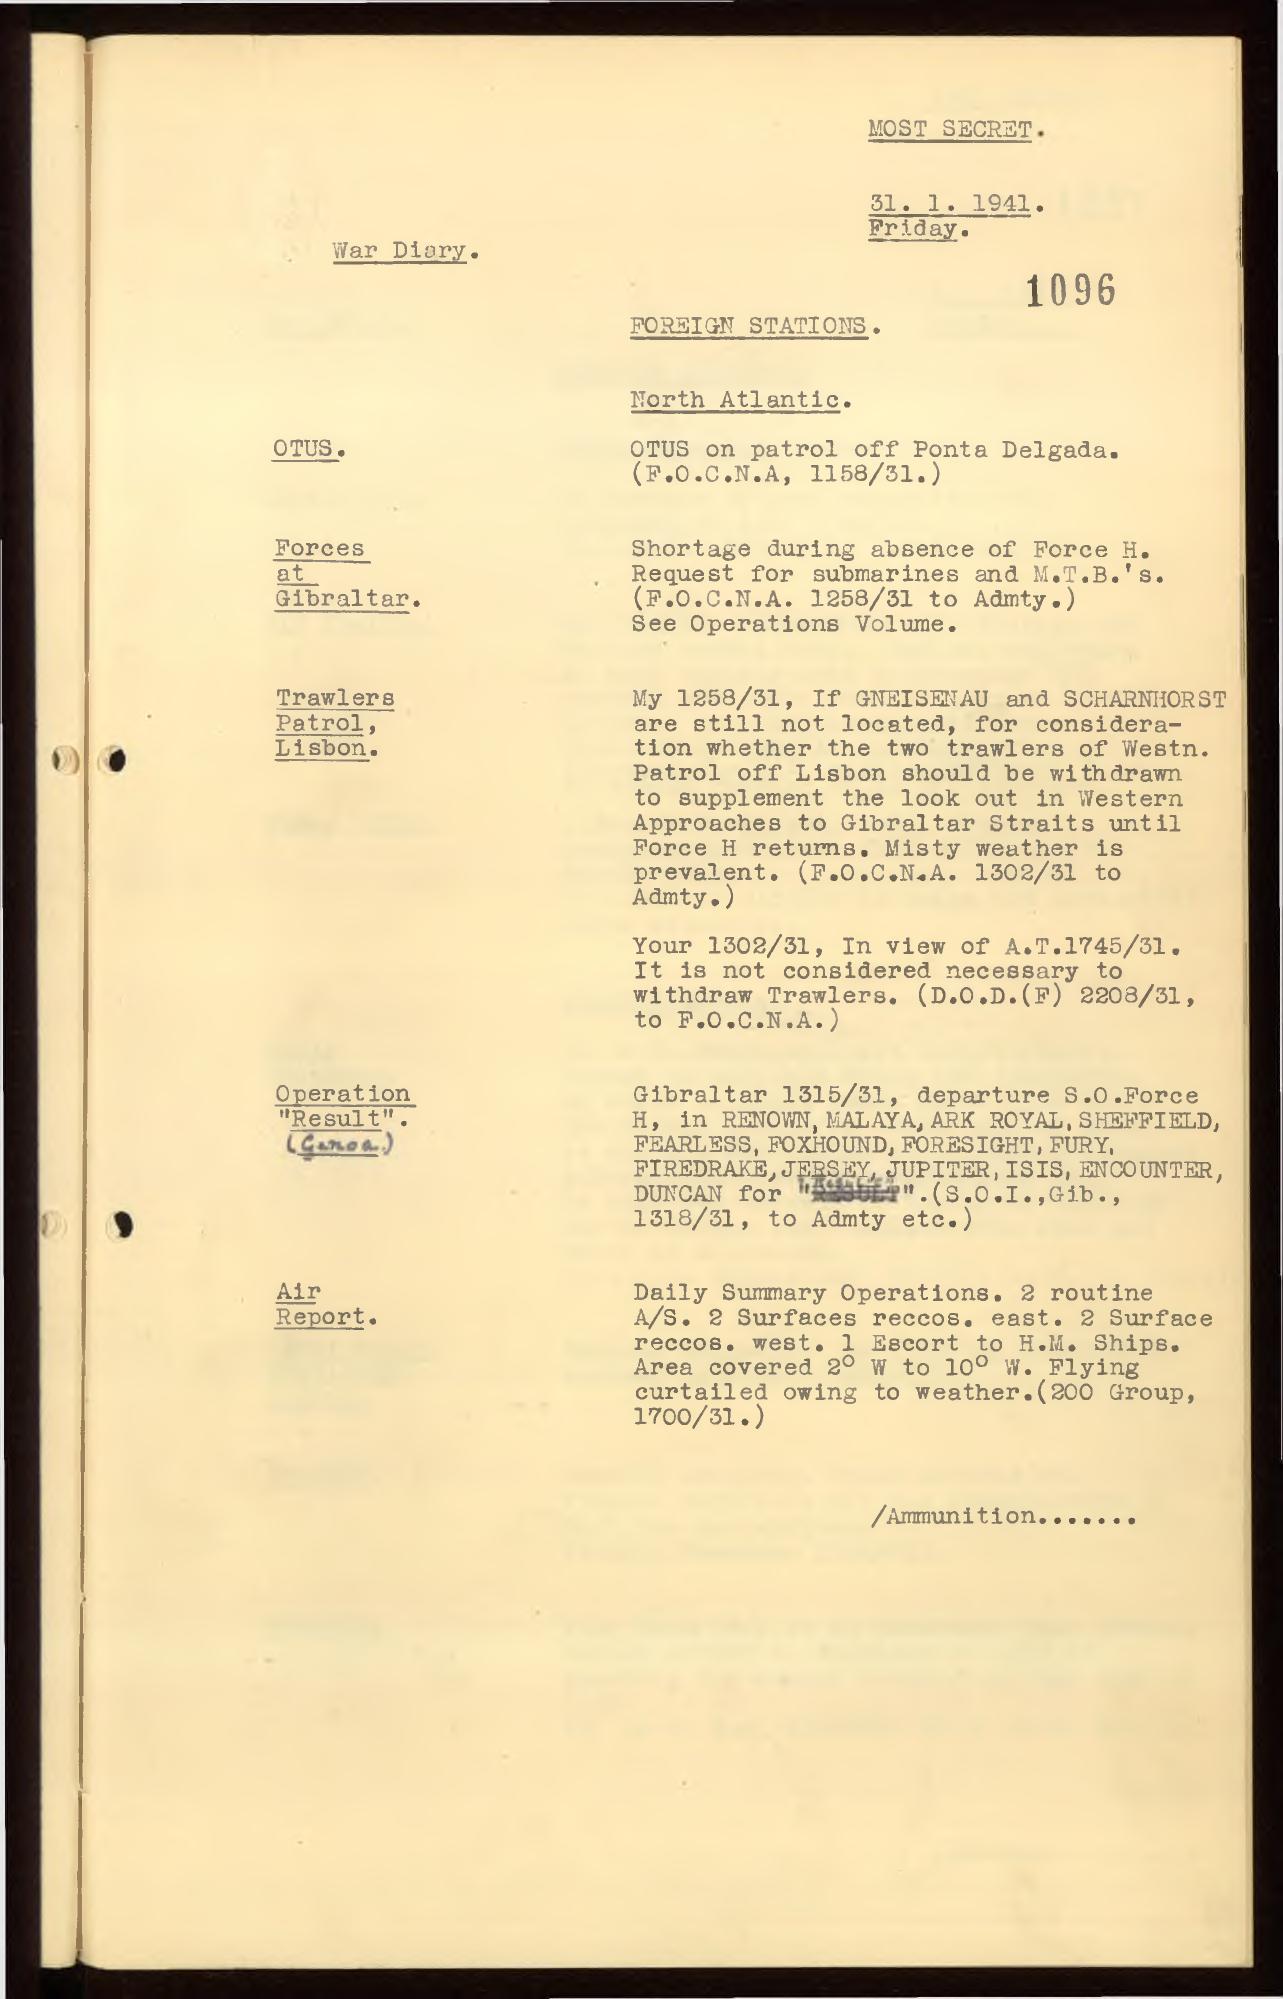 MOST SECRET.
31. 1. 1941.
Friday.
War Diary.
1096
FOREIGN STATIONS.
North Atlantic.
OTUS.
OTUS on patrol off Ponta Delgada.
(F.O.C.N.A, 1158/31.)
Forces
at
Gibraltar.
Shortage during absence of Force H.
Request for submarines and M.T.B.'s.
(F.O.C.N.A. 1258/31 to Admty.)
See Operations Volume.
Trawlers
Patrol,
Lisbon.
My 1258/31, If GNEISENAU and SCHARNHORST
are still not located, for considera-
tion whether the two trawlers of Westn.
Patrol off Lisbon should be withdrawn
to supplement the look out in Western
Approaches to Gibraltar Straits until
Force H returns. Misty weather is
prevalent. (F.O.C.N.A. 1302/31 to
Admty.)
Your 1302/31, In view of A.T.1745/31.
It is not considered necessary to
withdraw Trawlers. (D.O.D.(F) 2208/31,
to F.O.C.N.A.)
Operation
"Result".
(Genoa.)
Gibraltar 1315/31, departure S.O.Force
H, in RENOWN, MALAYA, ARK ROYAL, SHEFFIELD,
FEARLESS, FOXHOUND, FORESIGHT, FURY,
FIREDRAKE, JERSEY, JUPITER, ISIS, ENCOUNTER,
DUNCAN for "RESULT".(S.O.I.,Gib.,
1318/31, to Admty etc.)
Air
Report.
Daily Summary Operations. 2 routine
A/S. 2 Surfaces reccos. east. 2 Surface
reccos. west. 1 Escort to H.M. Ships.
Area covered 2° W to 10° W. Flying
curtailed owing to weather.(200 Group,
1700/31.)
/Ammunition.......